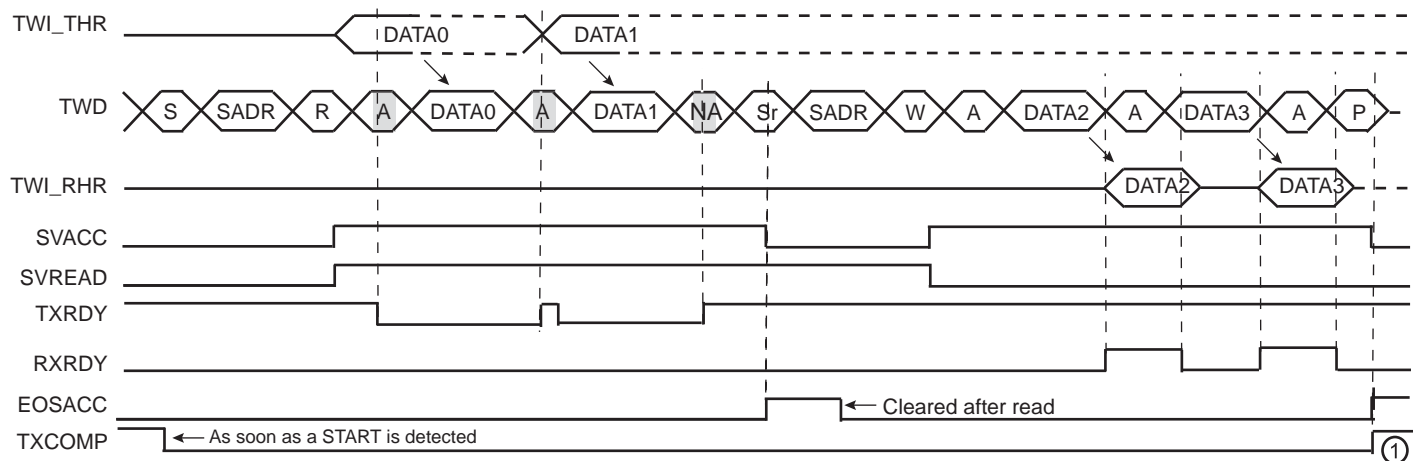 TWI_THR DATA0 DATA1
TWD S SADR R A DATA0 A DATA1 NA Sr SADR W A DATA2 A DATA3 A P
TWI_RHR DATA2 DATA3
SVACC
SVREAD
TXRDY
RXRDY
EOSACC Cleared after read
TXCOMP As soon as a START is detected 1